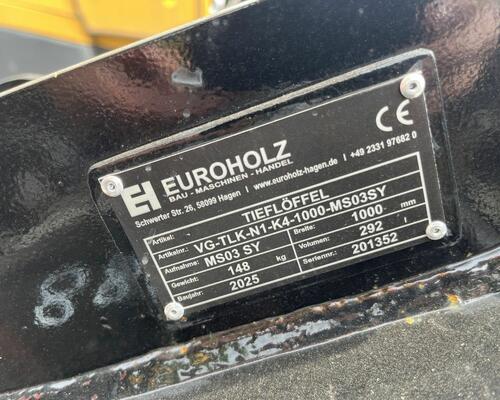 EH EUROHOLZ
BAU - MASCHINEN - HANDEL
Schwerter Str. 26, 58099 Hagen | www.euroholz-hagen.de | +49 2331 97682 0
CE
Artikel: TIEFLÖFFEL
Artikelnr: VG-TLK-N1-K4-1000-MS03SY
Aufnahme: MS03 SY Breite: 1000 mm
Gewicht: 148 kg Volumen: 292 l
Baujahr: 2025 Seriennr: 201352